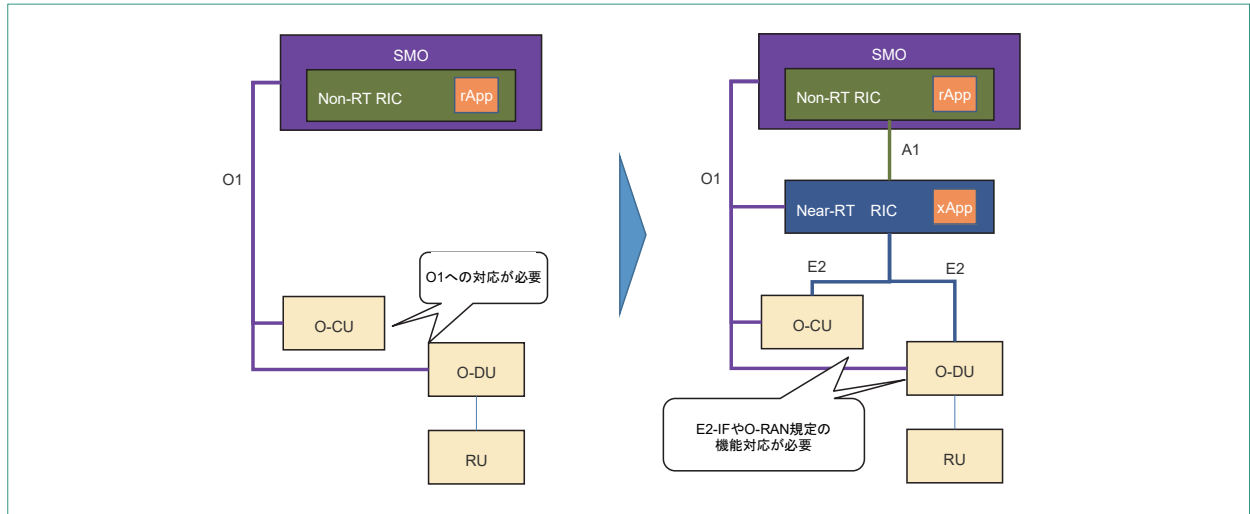 SMO
Non-RT RIC
rApp
O1
O1への対応が必要
O-CU
O-DU
RU
SMO
Non-RT RIC
rApp
A1
O1
Near-RT RIC
xApp
E2
E2
O-CU
O-DU
E2-IFやO-RAN規定の
機能対応が必要
RU